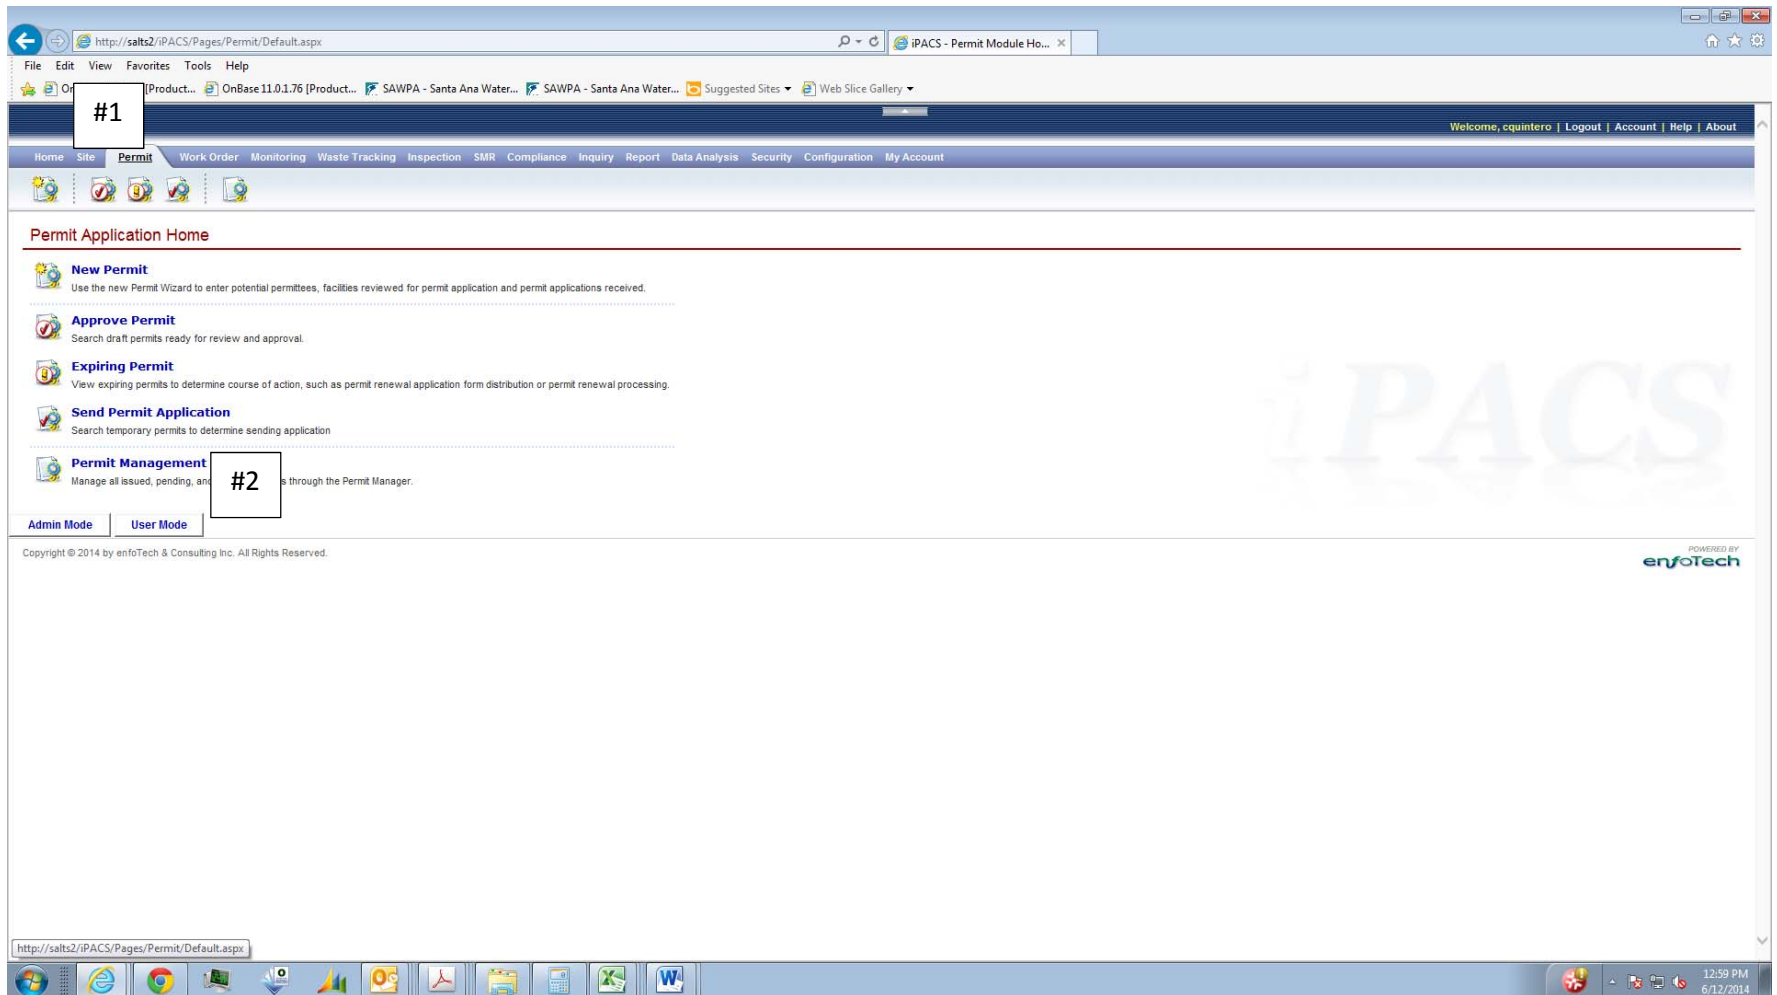 http://salts2/iPACS/Pages/Permit/Default.aspx
iPACS - Permit Module Ho...
File Edit View Favorites Tools Help
[Product... OnBase 11.0.1.76 [Product... SAWPA - Santa Ana Water... SAWPA - Santa Ana Water... Suggested Sites Web Slice Gallery
#1
Welcome, cquintero | Logout | Account | Help | About
Home Site Permit Work Order Monitoring Waste Tracking Inspection SMR Compliance Inquiry Report Data Analysis Security Configuration My Account
Permit Application Home
New Permit
Use the new Permit Wizard to enter potential permittees, facilities reviewed for permit application and permit applications received.
Approve Permit
Search draft permits ready for review and approval.
Expiring Permit
View expiring permits to determine course of action, such as permit renewal application form distribution or permit renewal processing.
Send Permit Application
Search temporary permits to determine sending application
Permit Management
#2
Manage all issued, pending, and s through the Permit Manager.
iPACS
Admin Mode User Mode
Copyright © 2014 by enfoTech & Consulting Inc. All Rights Reserved.
POWERED BY
enfoTech
http://salts2/iPACS/Pages/Permit/Default.aspx
12:59 PM
6/12/2014